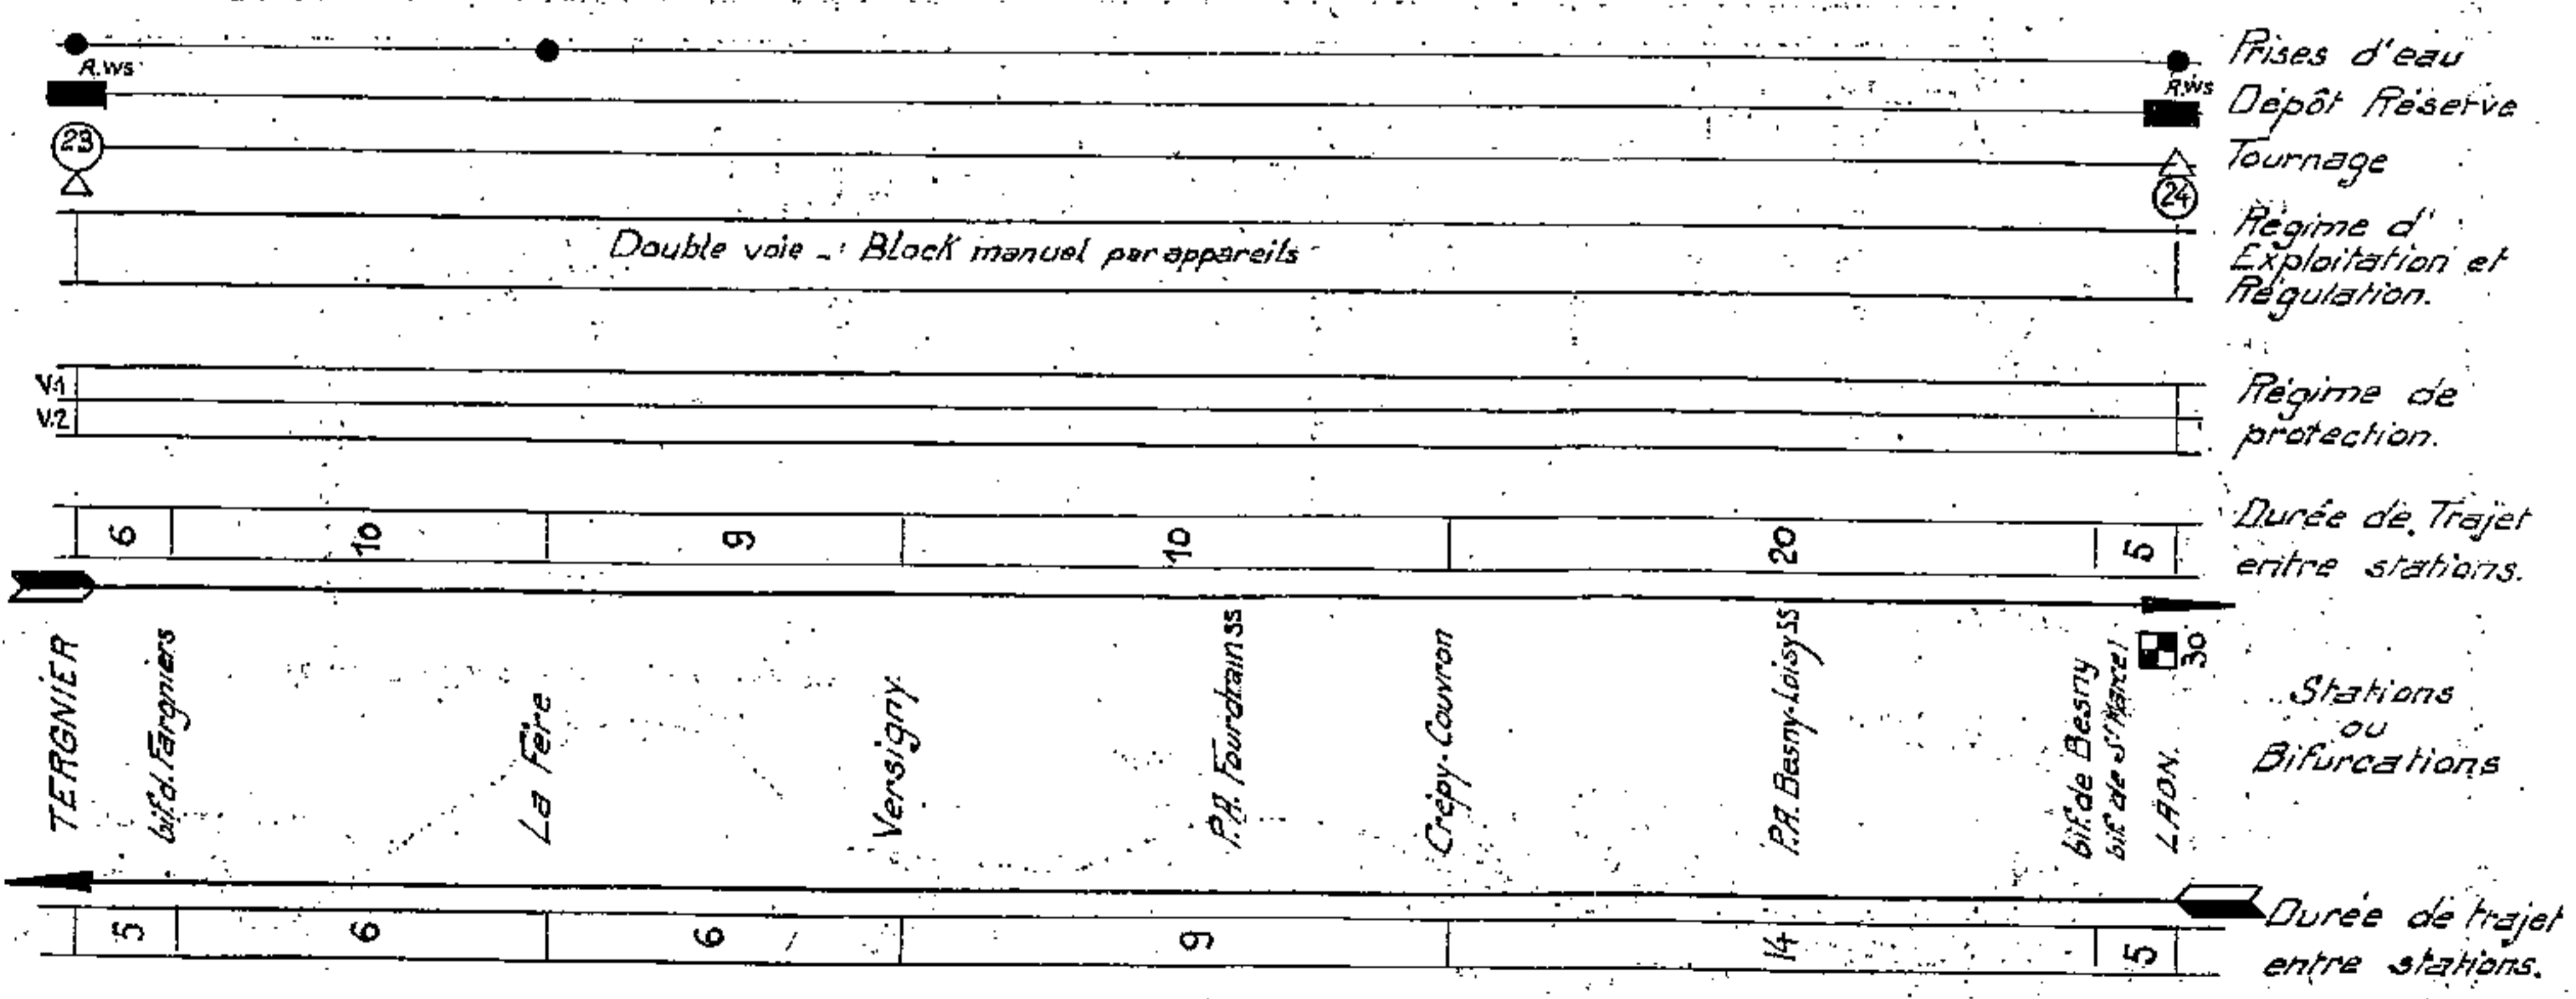 Prises d'eau
R.WS
R.WS
Dépôt Réserve
23
Tournage
24
Double voie -: Block manuel par appareils
Régime d'
Exploitation et
Régulation.
V.1
V.2
Régime de
protection.
6
10
9
10
20
5
Durée de Trajet
entre stations.
TERGNIER
bif.d.Fargniers
La Fère
Versigny
P.A. Fourdrain ss
Crépy-Couvron
P.A. Besny-Loisy ss
bif.de Besny
bif de St Marcel
LAON.
30
Stations
ou
Bifurcations
5
6
6
9
14
5
Durée de trajet
entre stations.